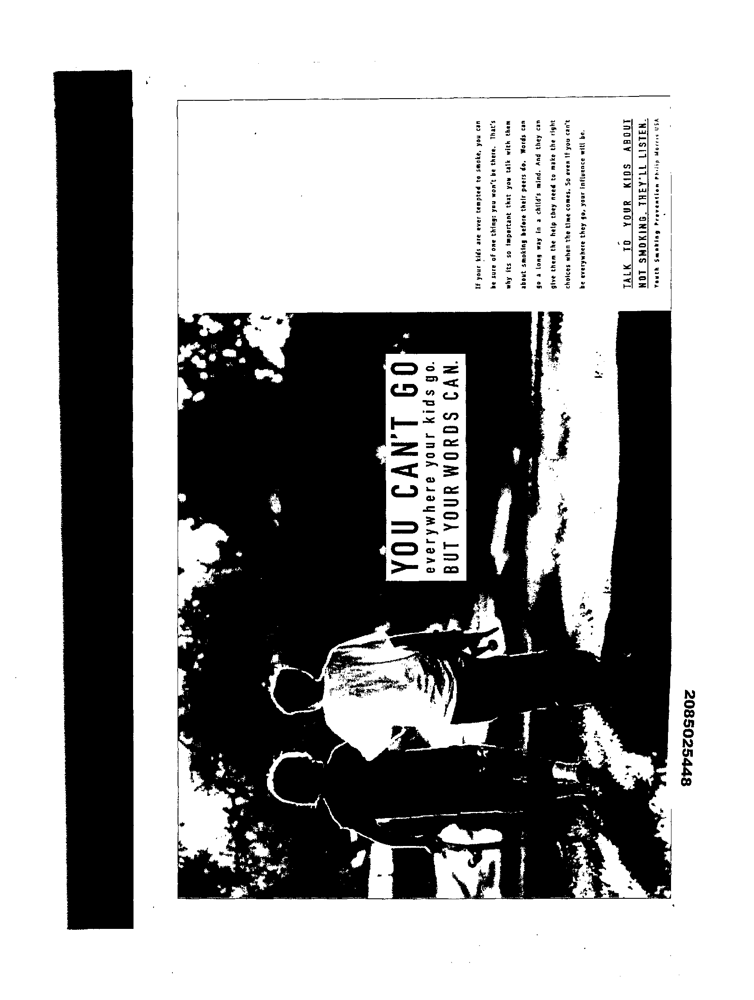 YOU CAN'T GO
everywhere your kids go.
BUT YOUR WORDS CAN.
If your kids are ever tempted to smoke, you can
be sure of one thing: you won't be there. That's
why its so important that you talk with them
about smoking before their peers do. Words can
go a long way in a child's mind. And they can
give them the help they need to make the right
choices when the time comes. So even if you can't
be everywhere they go, your influence will be.
TALK TO YOUR KIDS ABOUT
NOT SMOKING. THEY'LL LISTEN.
Youth Smoking Prevention Philip Morris USA
2085025448